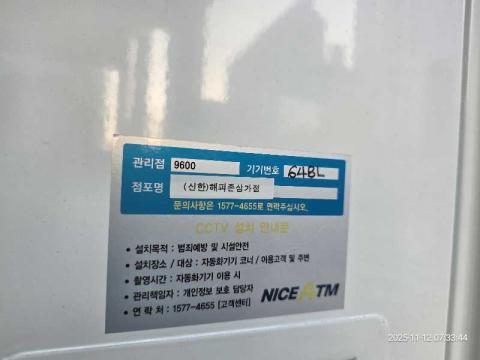 관리점 9600 기기번호 648L
점포명 (신한)해피존상가점
문의사항은 1577-4655로 연락주십시오.
CCTV 설치 안내문
• 설치목적 : 범죄예방 및 시설안전
• 설치장소 / 대상 : 자동화기기 코너 / 이용고객 및 주변
• 촬영시간 : 자동화기기 이용 시
• 관리책임자 : 개인정보 보호 담당자
• 연 락 처 : 1577-4655 [고객센터]
NICE ATM
2025-11-12 07:33:44